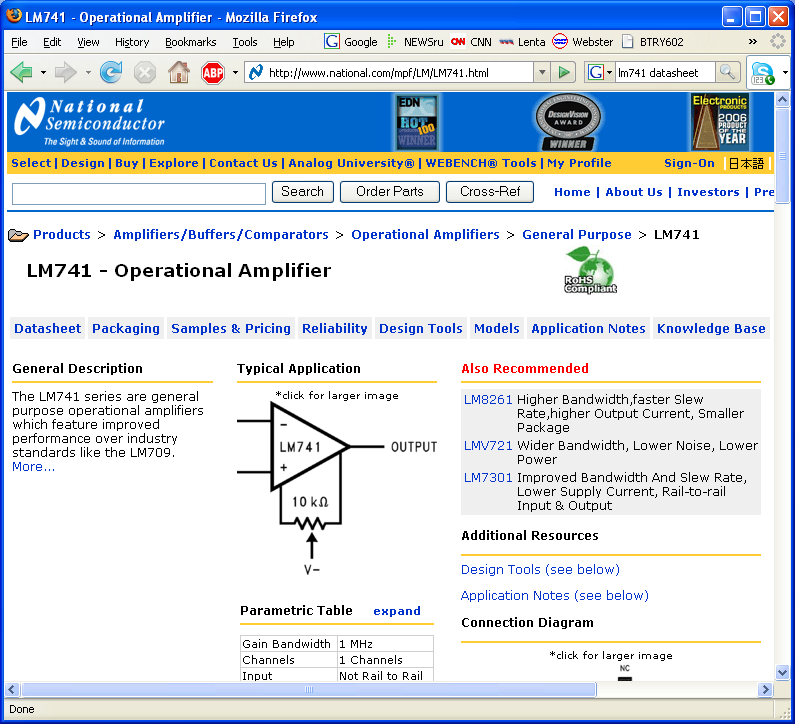 LM741 - Operational Amplifier - Mozilla Firefox
File Edit View History Bookmarks Tools Help Google NEWSru CNN CNN Lenta Webster BTRY602 »
ABP http://www.national.com/mpf/LM/LM741.html G lm741 datasheet
National
Semiconductor
The Sight & Sound of Information
EDN HOT 100 WINNER
DESIGNVISION AWARD WINNER
Electronic PRODUCTS 2006 PRODUCT OF THE YEAR
Select | Design | Buy | Explore | Contact Us | Analog University® | WEBENCH® Tools | My Profile Sign-On | 日本語 |
Search Order Parts Cross-Ref Home | About Us | Investors | Pre
Products > Amplifiers/Buffers/Comparators > Operational Amplifiers > General Purpose > LM741
LM741 - Operational Amplifier
RoHS
Compliant
Datasheet Packaging Samples & Pricing Reliability Design Tools Models Application Notes Knowledge Base
General Description
The LM741 series are general
purpose operational amplifiers
which feature improved
performance over industry
standards like the LM709.
More...
Typical Application
*click for larger image
−
LM741
+
OUTPUT
10 kΩ
V−
Parametric Table expand
Gain Bandwidth 1 MHz
Channels 1 Channels
Input Not Rail to Rail
Also Recommended
LM8261 Higher Bandwidth,faster Slew
Rate,higher Output Current, Smaller
Package
LMV721 Wider Bandwidth, Lower Noise, Lower
Power
LM7301 Improved Bandwidth And Slew Rate,
Lower Supply Current, Rail-to-rail
Input & Output
Additional Resources
Design Tools (see below)
Application Notes (see below)
Connection Diagram
*click for larger image
NC
Done